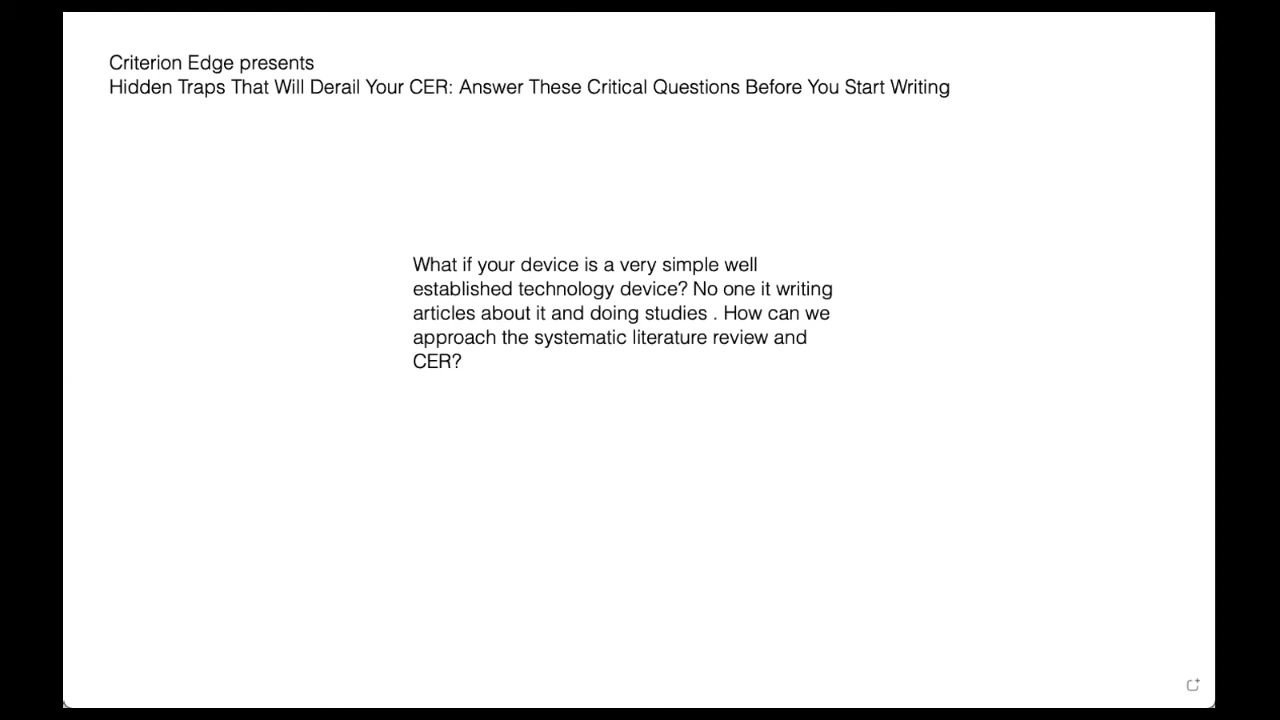 Criterion Edge presents
Hidden Traps That Will Derail Your CER: Answer These Critical Questions Before You Start Writing
What if your device is a very simple well
established technology device? No one it writing
articles about it and doing studies . How can we
approach the systematic literature review and
CER?